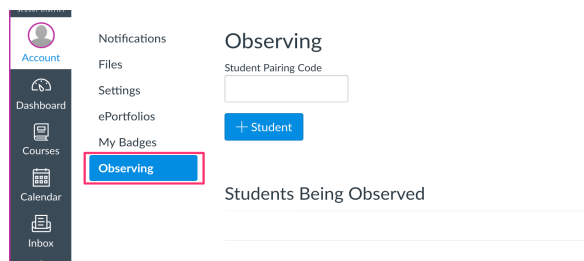 Account
Dashboard
Courses
Calendar
Inbox
Notifications
Files
Settings
ePortfolios
My Badges
Observing
Observing
Student Pairing Code
+ Student
Students Being Observed